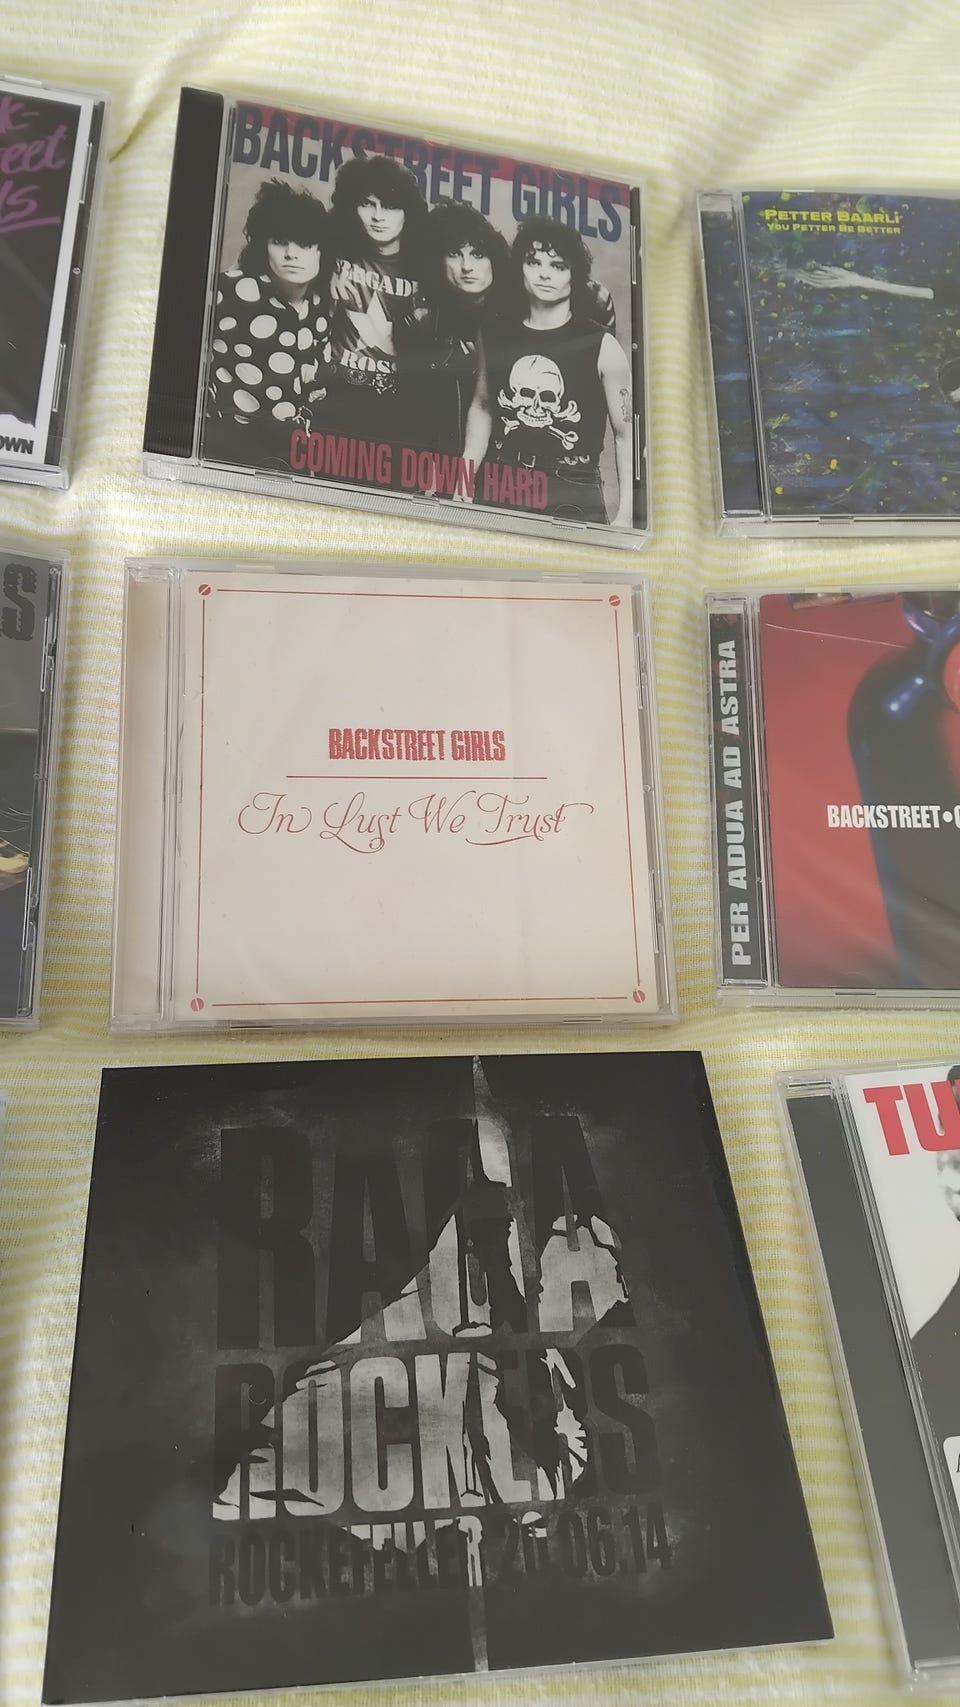 BACKSTREET GIRLS
COMING DOWN HARD
PETTER BAARLI
YOU PETTER BE BETTER
BACKSTREET GIRLS
In Lust We Trust
PER ADUA AD ASTRA
BACKSTREET•
RAGA
ROCKERS
ROCKEFELLER 20.06.14
TU